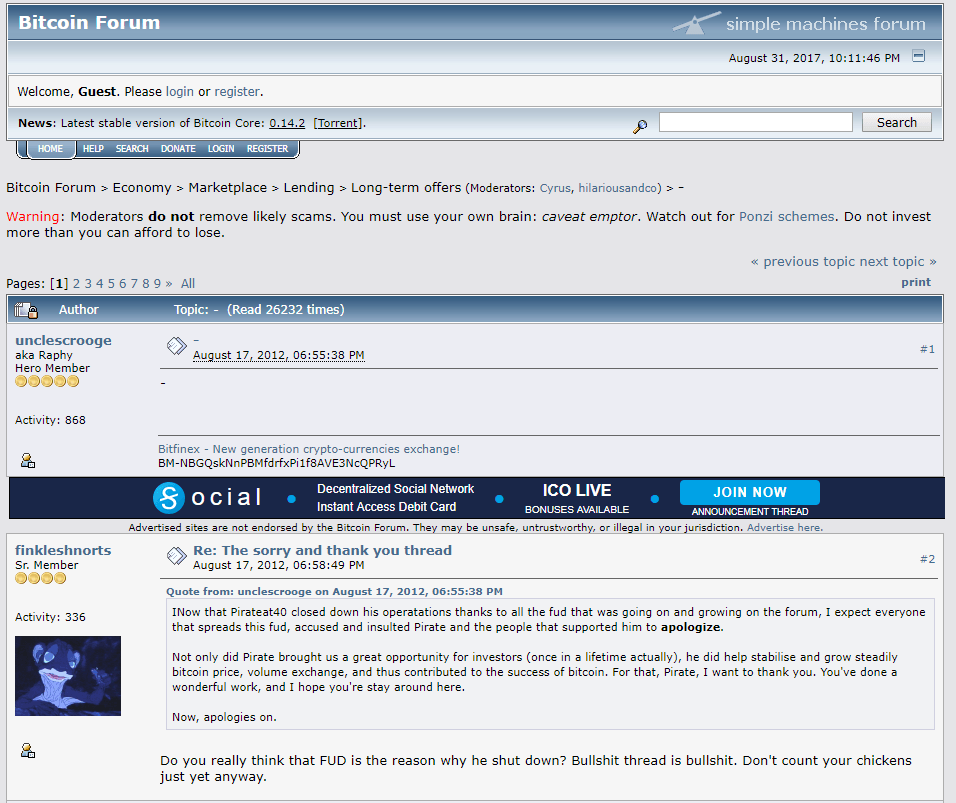 Bitcoin Forum
simple machines forum
August 31, 2017, 10:11:46 PM
Welcome, Guest. Please login or register.
News: Latest stable version of Bitcoin Core: 0.14.2 [Torrent].
Search
HOME HELP SEARCH DONATE LOGIN REGISTER
Bitcoin Forum > Economy > Marketplace > Lending > Long-term offers (Moderators: Cyrus, hilariousandco) > -
Warning: Moderators do not remove likely scams. You must use your own brain: caveat emptor. Watch out for Ponzi schemes. Do not invest
more than you can afford to lose.
« previous topic next topic »
Pages: [1] 2 3 4 5 6 7 8 9 » All
print
Author Topic: - (Read 26232 times)
unclescrooge
aka Raphy
Hero Member
Activity: 868
-
August 17, 2012, 06:55:38 PM
#1
-
Bitfinex - New generation crypto-currencies exchange!
BM-NBGQskNnPBMfdrfxPi1f8AVE3NcQPRyL
Social
Decentralized Social Network
Instant Access Debit Card
ICO LIVE
BONUSES AVAILABLE
JOIN NOW
ANNOUNCEMENT THREAD
Advertised sites are not endorsed by the Bitcoin Forum. They may be unsafe, untrustworthy, or illegal in your jurisdiction. Advertise here.
finkleshnorts
Sr. Member
Activity: 336
Re: The sorry and thank you thread
August 17, 2012, 06:58:49 PM
#2
Quote from: unclescrooge on August 17, 2012, 06:55:38 PM
INow that Pirateat40 closed down his operatations thanks to all the fud that was going on and growing on the forum, I expect everyone
that spreads this fud, accused and insulted Pirate and the people that supported him to apologize.
Not only did Pirate brought us a great opportunity for investors (once in a lifetime actually), he did help stabilise and grow steadily
bitcoin price, volume exchange, and thus contributed to the success of bitcoin. For that, Pirate, I want to thank you. You've done a
wonderful work, and I hope you're stay around here.
Now, apologies on.
Do you really think that FUD is the reason why he shut down? Bullshit thread is bullshit. Don't count your chickens
just yet anyway.